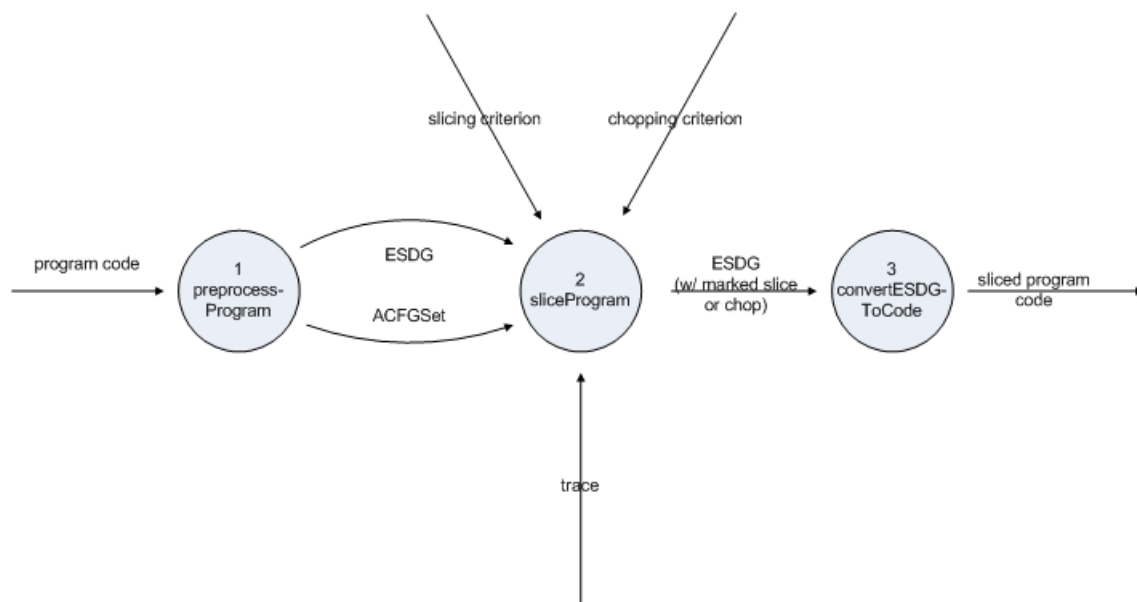 slicing criterion
chopping criterion
program code
1
preprocess-
Program
ESDG
ACFGSet
2
sliceProgram
ESDG
(w/ marked slice
or chop)
3
convertESDG-
ToCode
sliced program
code
trace